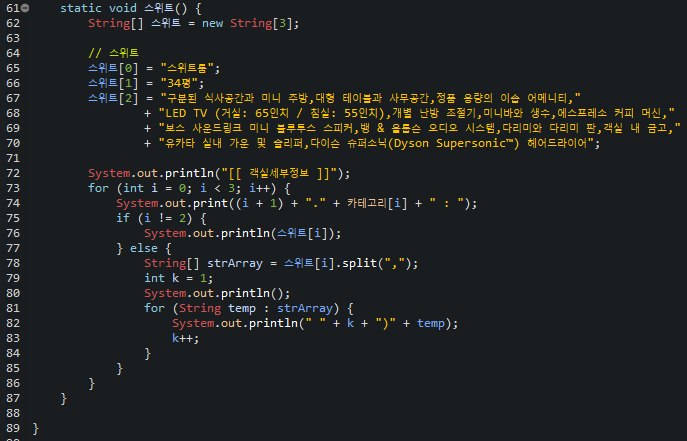 61 static void 스위트() {
62 String[] 스위트 = new String[3];
63
64 // 스위트
65 스위트[0] = "스위트룸";
66 스위트[1] = "34평";
67 스위트[2] = "구분된 식사공간과 미니 주방,대형 테이블과 사무공간,정품 용량의 이솝 어메니티,"
68 + "LED TV (거실: 65인치 / 침실: 55인치),개별 난방 조절기,미니바와 생수,에스프레소 커피 머신,"
69 + "보스 사운드링크 미니 블루투스 스피커,뱅 & 올룹슨 오디오 시스템,다리미와 다리미 판,객실 내 금고,"
70 + "유카타 실내 가운 및 슬리퍼,다이슨 슈퍼소닉(Dyson Supersonic™) 헤어드라이어";
71
72 System.out.println("[[ 객실세부정보 ]]");
73 for (int i = 0; i < 3; i++) {
74 System.out.print((i + 1) + "." + 카테고리[i] + " : ");
75 if (i != 2) {
76 System.out.println(스위트[i]);
77 } else {
78 String[] strArray = 스위트[i].split(",");
79 int k = 1;
80 System.out.println();
81 for (String temp : strArray) {
82 System.out.println(" " + k + ")" + temp);
83 k++;
84 }
85 }
86 }
87 }
88
89 }